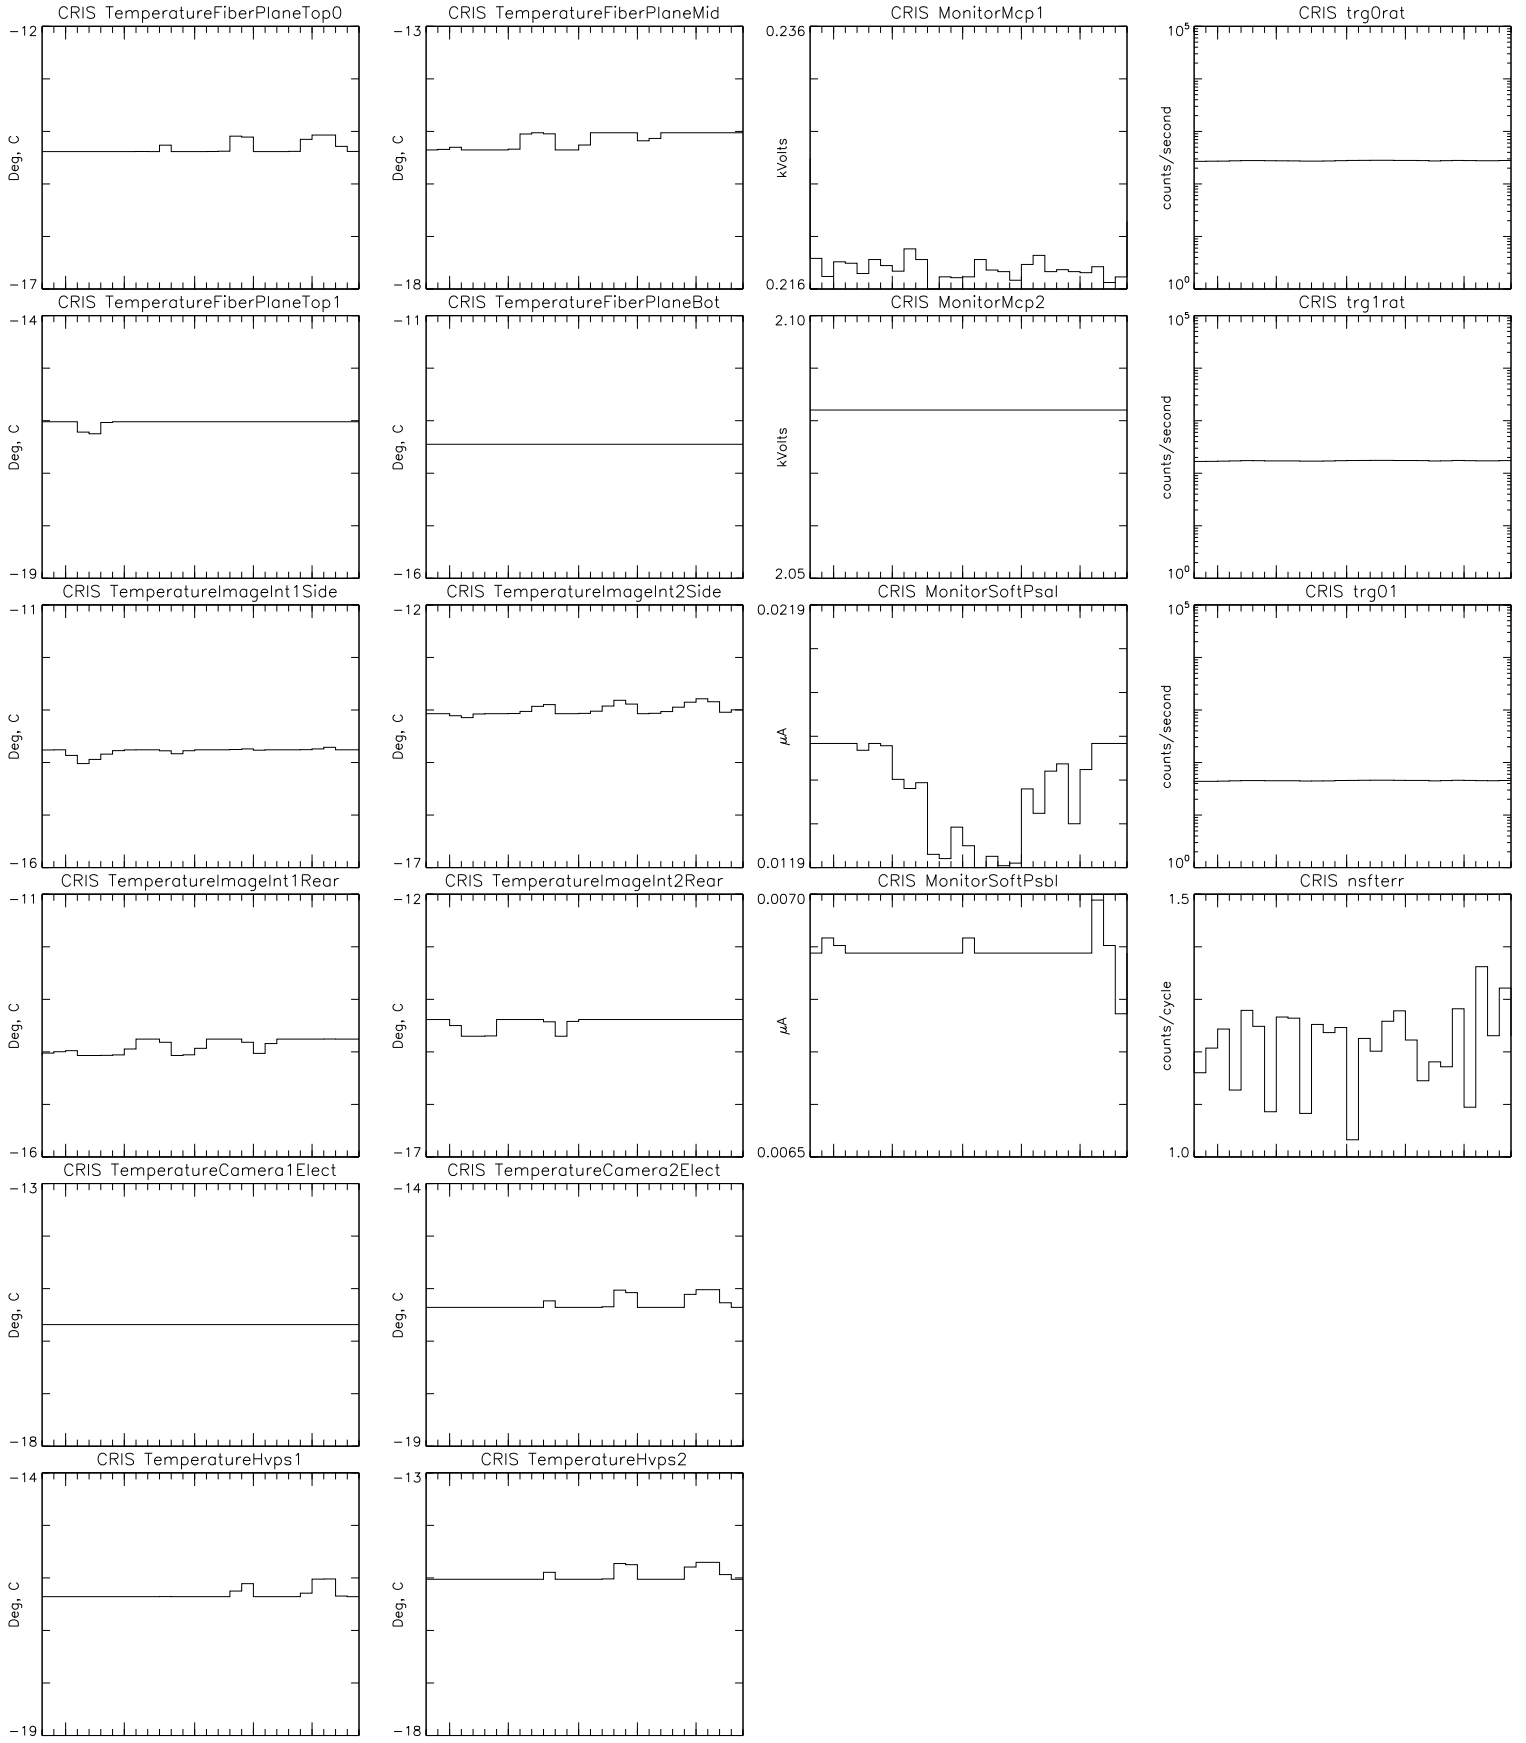 CRIS TemperatureFiberPlaneTop0
-12
Deg, C
-17
CRIS TemperatureFiberPlaneMid
-13
Deg, C
-18
CRIS MonitorMcp1
0.236
kVolts
0.216
CRIS trg0rat
10^5
counts/second
10^0
CRIS TemperatureFiberPlaneTop1
-14
Deg, C
-19
CRIS TemperatureFiberPlaneBot
-11
Deg, C
-16
CRIS MonitorMcp2
2.10
kVolts
2.05
CRIS trg1rat
10^5
counts/second
10^0
CRIS TemperatureImageInt1Side
-11
Deg, C
-16
CRIS TemperatureImageInt2Side
-12
Deg, C
-17
CRIS MonitorSoftPsaI
0.0219
μA
0.0119
CRIS trg01
10^5
counts/second
10^0
CRIS TemperatureImageInt1Rear
-11
Deg, C
-16
CRIS TemperatureImageInt2Rear
-12
Deg, C
-17
CRIS MonitorSoftPsbI
0.0070
μA
0.0065
CRIS nsfterr
1.5
counts/cycle
1.0
CRIS TemperatureCamera1Elect
-13
Deg, C
-18
CRIS TemperatureCamera2Elect
-14
Deg, C
-19
CRIS TemperatureHvps1
-14
Deg, C
-19
CRIS TemperatureHvps2
-13
Deg, C
-18